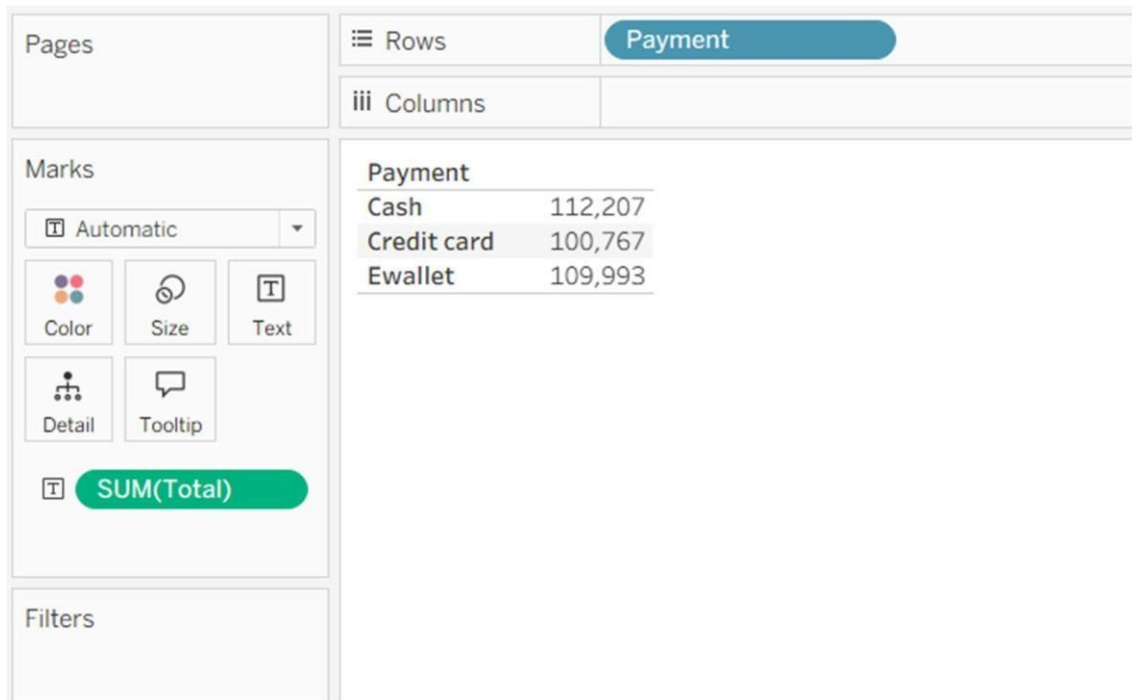 Pages
Rows Payment
Columns
Marks
Automatic
Color Size Text
Detail Tooltip
SUM(Total)
Filters
Payment
Cash 112,207
Credit card 100,767
Ewallet 109,993